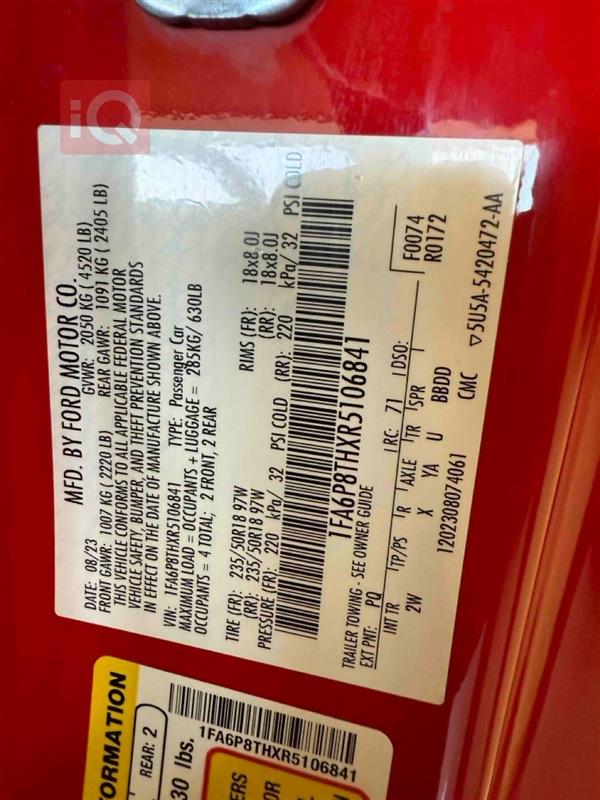 iQ
MFD. BY FORD MOTOR CO.
DATE: 08/23 GVWR: 2050 KG ( 4520 LB)
FRONT GAWR: 1007 KG ( 2220 LB) REAR GAWR: 1091 KG ( 2405 LB)
THIS VEHICLE CONFORMS TO ALL APPLICABLE FEDERAL MOTOR
VEHICLE SAFETY, BUMPER, AND THEFT PREVENTION STANDARDS
IN EFFECT ON THE DATE OF MANUFACTURE SHOWN ABOVE.
VIN: 1FA6P8THXR5106841 TYPE: Passenger Car
MAXIMUM LOAD = OCCUPANTS + LUGGAGE = 285KG/ 630LB
OCCUPANTS = 4 TOTAL; 2 FRONT, 2 REAR
TIRE (FR): 235/50R18 97W RIMS (FR): 18x8.0J
(RR): 235/50R18 97W (RR): 18x8.0J
PRESSURE (FR): 220 kPa/ 32 PSI COLD (RR): 220 kPa/ 32 PSI COLD
1FA6P8THXR5106841
TRAILER TOWING - SEE OWNER GUIDE
EXT PNT: PQ RC: 71 DSO: F0074
R0172
INT TR TP/PS R AXLE TR SPR
2W X YA U BBDD
1202308074061 CMC ▽5U5A-5420472-AA
ORMATION
REAR: 2
30 lbs.
1FA6P8THXR5106841
ERS
OR